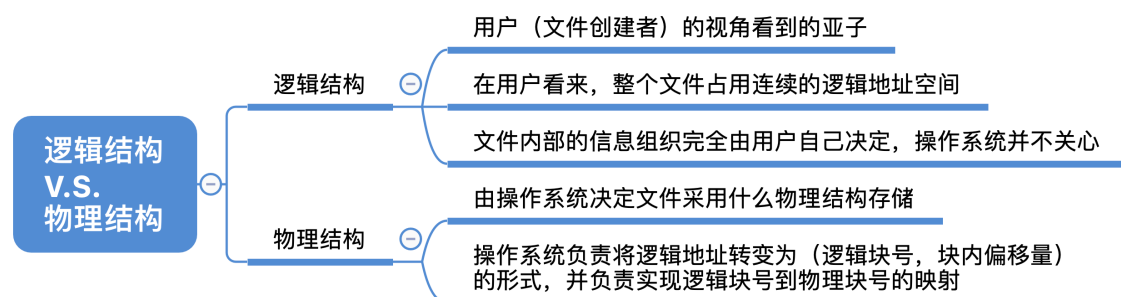 逻辑结构
V.S.
物理结构
逻辑结构
用户（文件创建者）的视角看到的亚子
在用户看来，整个文件占用连续的逻辑地址空间
文件内部的信息组织完全由用户自己决定，操作系统并不关心
物理结构
由操作系统决定文件采用什么物理结构存储
操作系统负责将逻辑地址转变为（逻辑块号，块内偏移量）
的形式，并负责实现逻辑块号到物理块号的映射